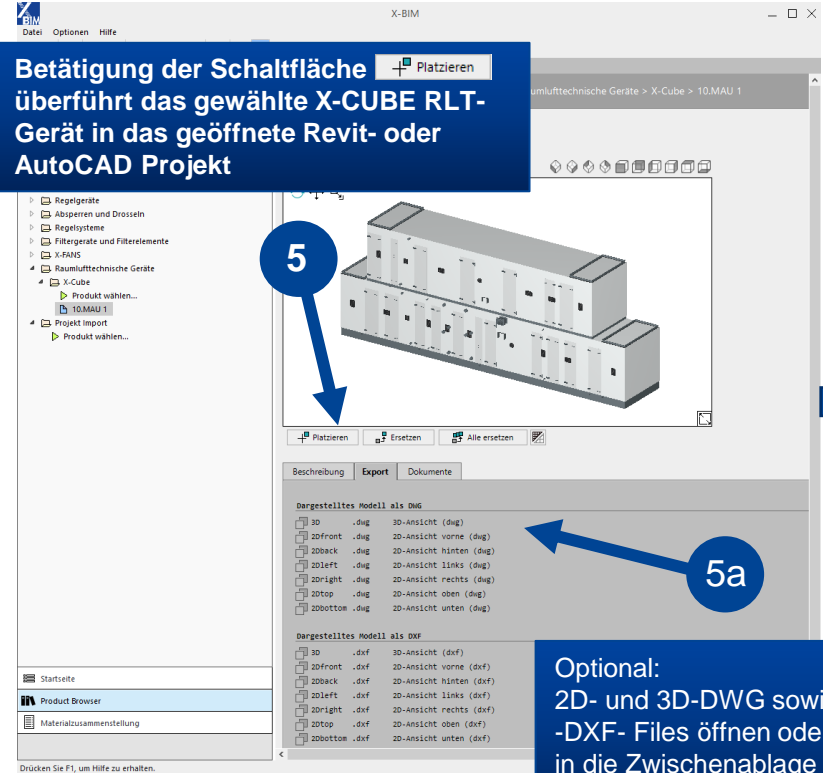 X-BIM
BIM
Datei Optionen Hilfe
Betätigung der Schaltfläche Platzieren
überführt das gewählte X-CUBE RLT-
Gerät in das geöffnete Revit- oder
AutoCAD Projekt
umlufttechnische Geräte > X-Cube > 10.MAU 1
Regelgeräte
Absperren und Drosseln
Regelsysteme
Filtergeräte und Filterelemente
X-FANS
Raumlufttechnische Geräte
X-Cube
Produkt wählen...
10.MAU 1
Projekt Import
Produkt wählen...
5
Platzieren Ersetzen Alle ersetzen
Beschreibung Export Dokumente
Dargestelltes Modell als DWG
3D .dwg 3D-Ansicht (dwg)
2Dfront .dwg 2D-Ansicht vorne (dwg)
2Dback .dwg 2D-Ansicht hinten (dwg)
2Dleft .dwg 2D-Ansicht links (dwg)
2Dright .dwg 2D-Ansicht rechts (dwg)
2Dtop .dwg 2D-Ansicht oben (dwg)
2Dbottom .dwg 2D-Ansicht unten (dwg)
5a
Dargestelltes Modell als DXF
3D .dxf 3D-Ansicht (dxf)
2Dfront .dxf 2D-Ansicht vorne (dxf)
2Dback .dxf 2D-Ansicht hinten (dxf)
2Dleft .dxf 2D-Ansicht links (dxf)
2Dright .dxf 2D-Ansicht rechts (dxf)
2Dtop .dxf 2D-Ansicht oben (dxf)
2Dbottom .dxf 2D-Ansicht unten (dxf)
Optional:
2D- und 3D-DWG sowi
-DXF- Files öffnen ode
in die Zwischenablage
Startseite
Product Browser
Materialzusammenstellung
Drücken Sie F1, um Hilfe zu erhalten.